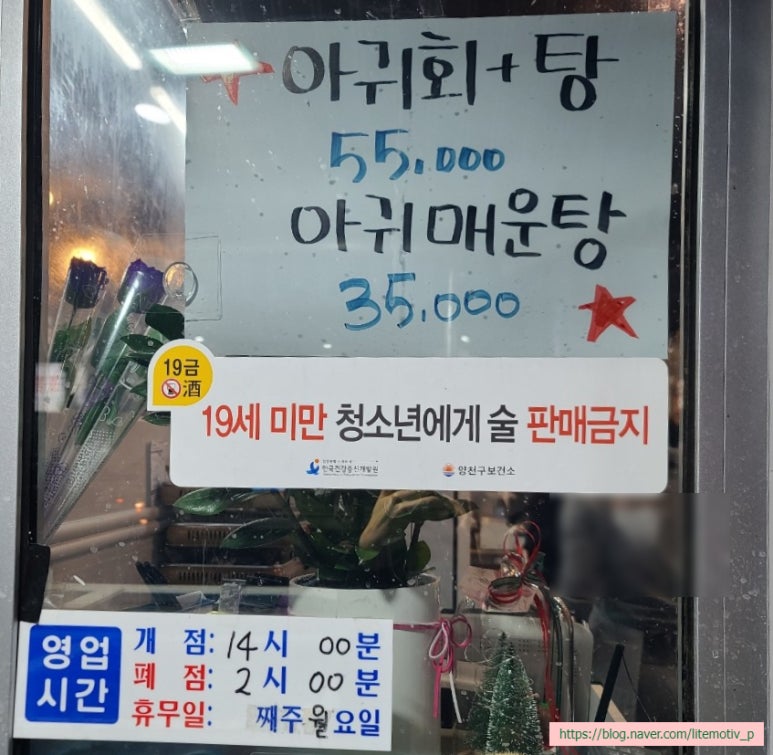 아귀회+탕
55,000
아귀매운탕
35,000
19금
酒
19세 미만 청소년에게 술 판매금지
한국건강증진개발원
양천구보건소
영업시간
개 점: 14시 00분
폐 점: 2시 00분
휴무일: 째주 월요일
https://blog.naver.com/litemotiv_p